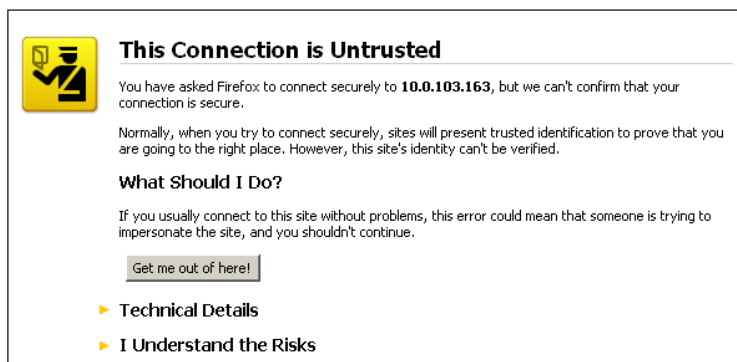 This Connection is Untrusted
You have asked Firefox to connect securely to 10.0.103.163, but we can't confirm that your
connection is secure.
Normally, when you try to connect securely, sites will present trusted identification to prove that you
are going to the right place. However, this site's identity can't be verified.
What Should I Do?
If you usually connect to this site without problems, this error could mean that someone is trying to
impersonate the site, and you shouldn't continue.
Get me out of here!
Technical Details
I Understand the Risks